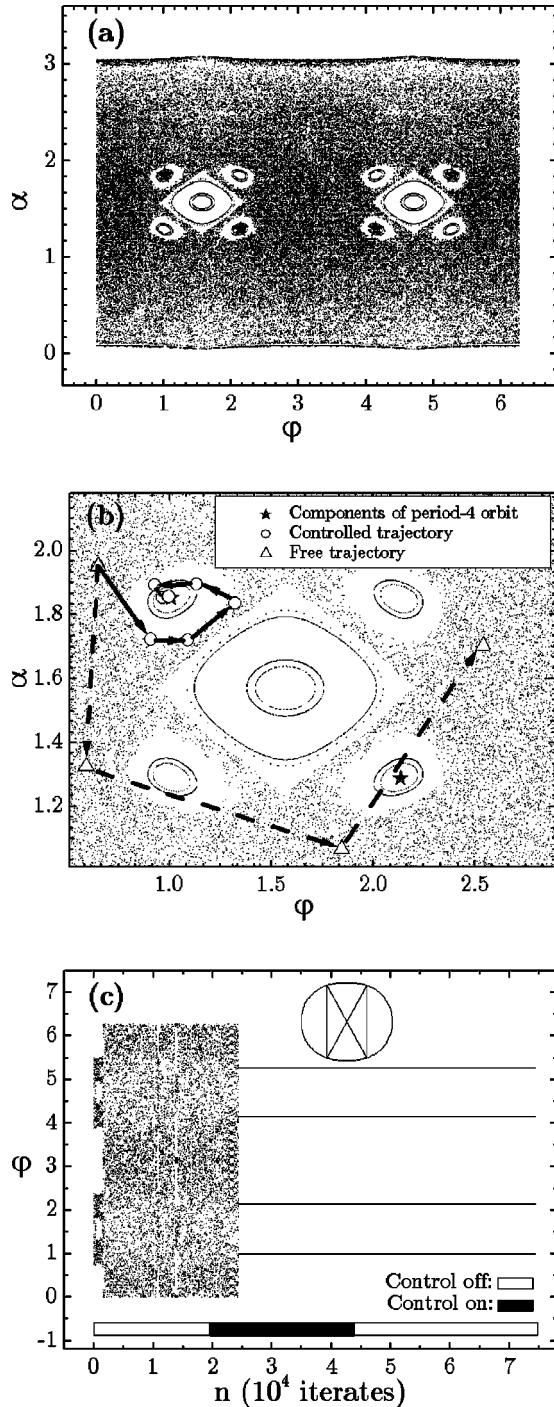 (a)
3
2
1
0
α
0 1 2 3 4 5 6
φ
(b)
★ Components of period-4 orbit
○ Controlled trajectory
△ Free trajectory
2.0
1.8
1.6
1.4
1.2
α
1.0 1.5 2.0 2.5
φ
(c)
7
6
5
4
3
2
1
0
-1
φ
Control off:
Control on:
0 1 2 3 4 5 6 7
n (10⁴ iterates)